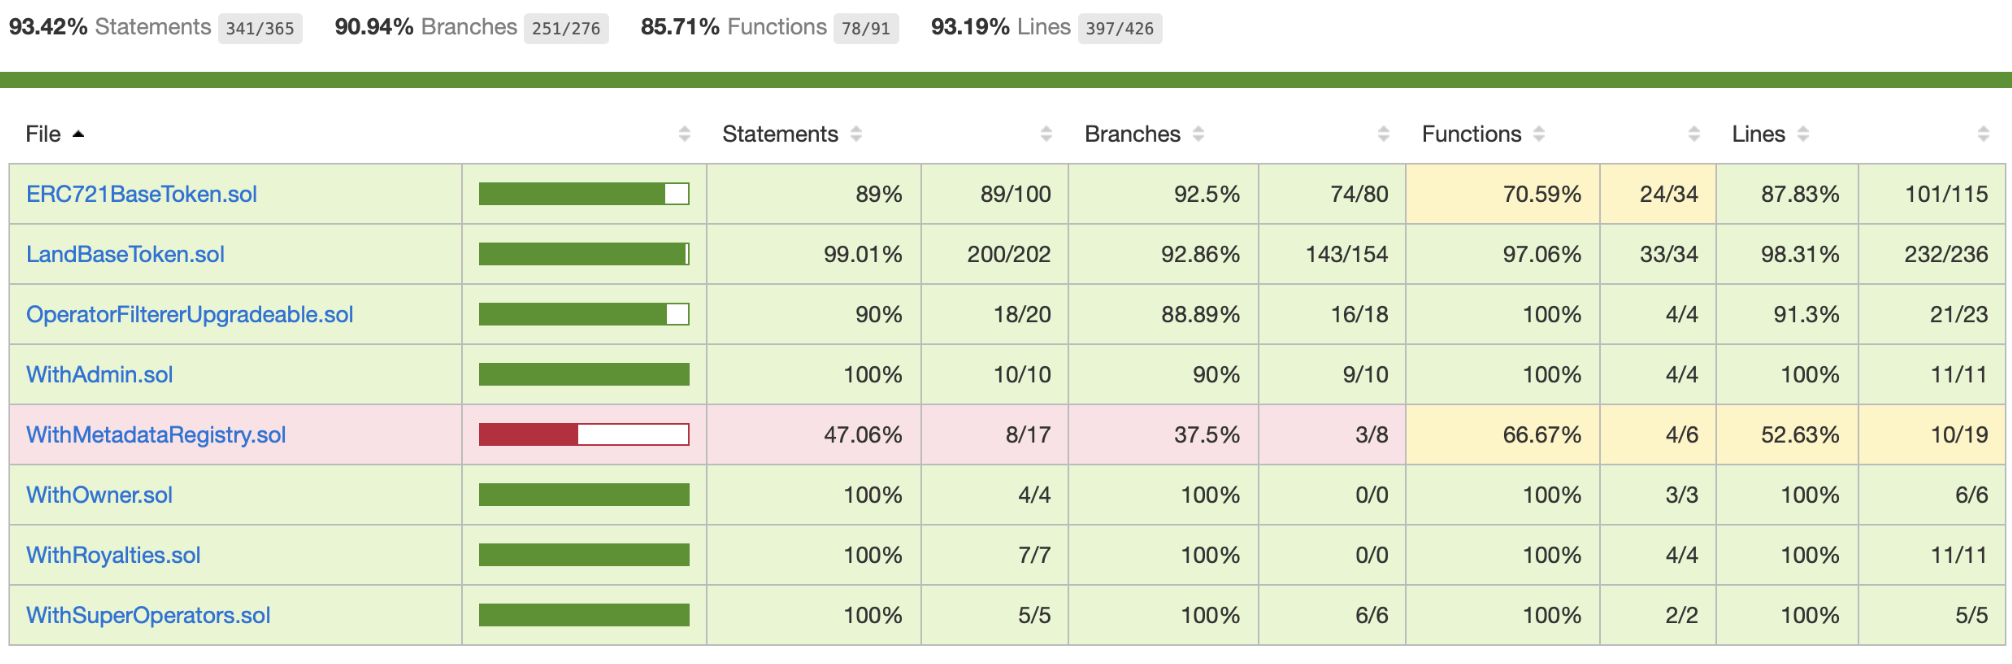 93.42% Statements 341/365 90.94% Branches 251/276 85.71% Functions 78/91 93.19% Lines 397/426
File Statements Branches Functions Lines
ERC721BaseToken.sol 89% 89/100 92.5% 74/80 70.59% 24/34 87.83% 101/115
LandBaseToken.sol 99.01% 200/202 92.86% 143/154 97.06% 33/34 98.31% 232/236
OperatorFiltererUpgradeable.sol 90% 18/20 88.89% 16/18 100% 4/4 91.3% 21/23
WithAdmin.sol 100% 10/10 90% 9/10 100% 4/4 100% 11/11
WithMetadataRegistry.sol 47.06% 8/17 37.5% 3/8 66.67% 4/6 52.63% 10/19
WithOwner.sol 100% 4/4 100% 0/0 100% 3/3 100% 6/6
WithRoyalties.sol 100% 7/7 100% 0/0 100% 4/4 100% 11/11
WithSuperOperators.sol 100% 5/5 100% 6/6 100% 2/2 100% 5/5